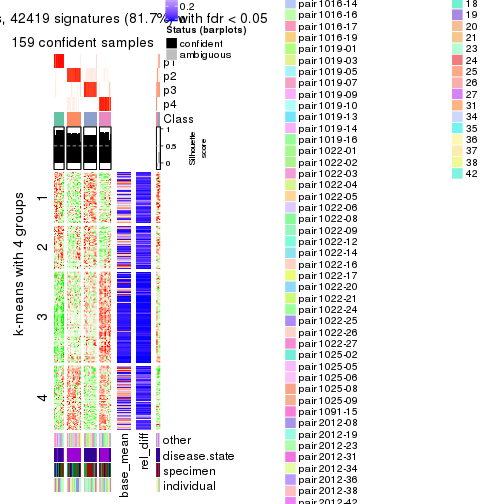 0.2
s, 42419 signatures (81.7%) with fdr < 0.05
Status (barplots)
confident
ambiguous
159 confident samples
p1
p2
p3
p4
Class
1
0.5
0
Silhouette
score
k-means with 4 groups
1
2
3
4
base_mean
rel_diff
other
disease.state
specimen
individual
pair1016-14
pair1016-16
pair1016-17
pair1019-01
pair1019-03
pair1019-05
pair1019-07
pair1019-09
pair1019-10
pair1019-13
pair1019-14
pair1019-16
pair1022-01
pair1022-02
pair1022-03
pair1022-04
pair1022-05
pair1022-06
pair1022-08
pair1022-09
pair1022-12
pair1022-14
pair1022-16
pair1022-17
pair1022-20
pair1022-21
pair1022-24
pair1022-25
pair1022-26
pair1022-27
pair1025-02
pair1025-05
pair1025-06
pair1025-08
pair1025-09
pair1091-15
pair2012-08
pair2012-19
pair2012-23
pair2012-31
pair2012-34
pair2012-36
pair2012-38
pair2012-42
18
19
20
21
23
24
25
26
27
31
34
35
36
37
38
42